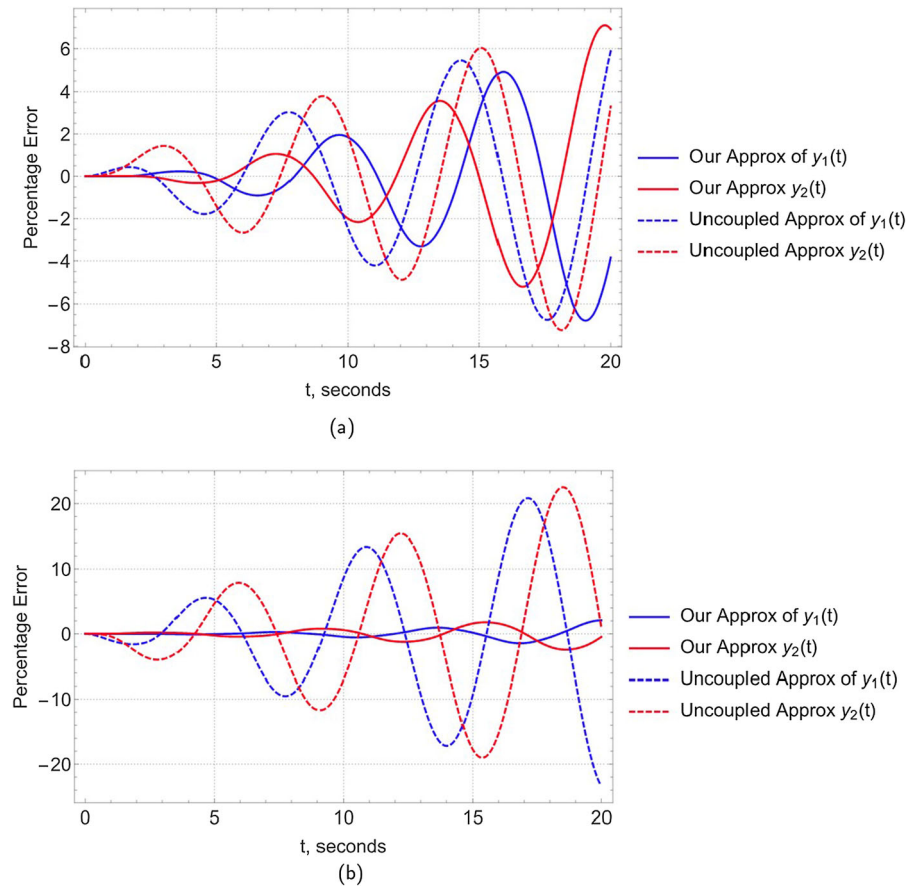 6
4
2
0
−2
−4
−6
−8
Percentage Error
0 5 10 15 20
t, seconds
Our Approx of y₁(t)
Our Approx y₂(t)
Uncoupled Approx of y₁(t)
Uncoupled Approx y₂(t)
(a)
20
10
0
−10
−20
Percentage Error
0 5 10 15 20
t, seconds
Our Approx of y₁(t)
Our Approx y₂(t)
Uncoupled Approx of y₁(t)
Uncoupled Approx y₂(t)
(b)